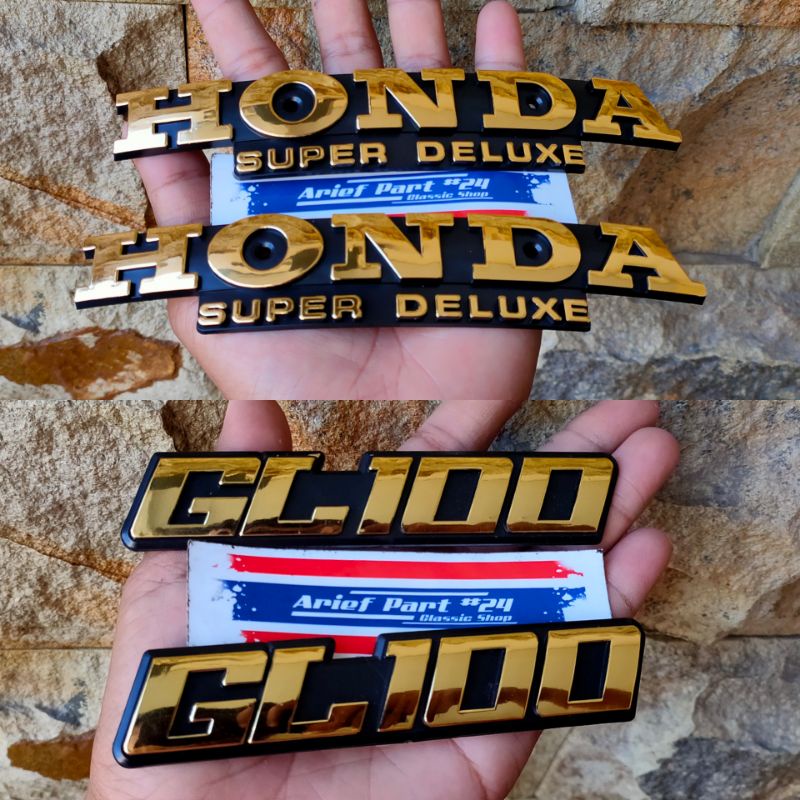 HONDA
SUPER DELUXE
Arief Part #24
Classic Shop
HONDA
SUPER DELUXE
GL100
Arief Part #24
Classic Shop
GL100